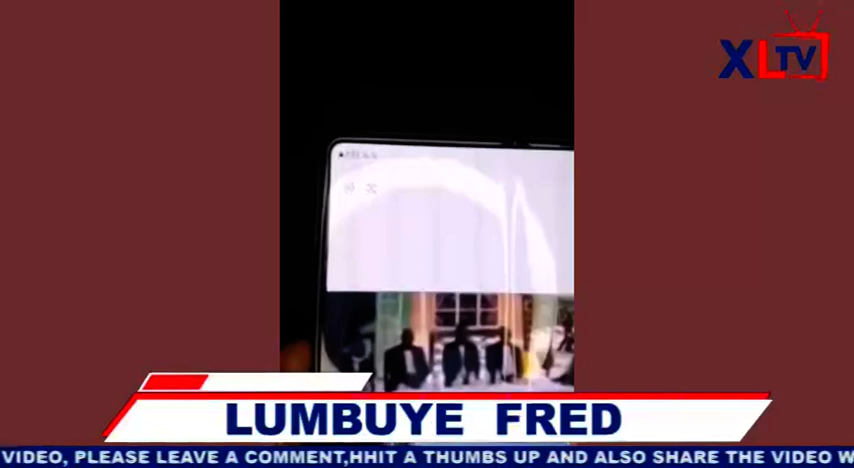 XLTV
LUMBUYE FRED
VIDEO, PLEASE LEAVE A COMMENT,HHIT A THUMBS UP AND ALSO SHARE THE VIDEO W